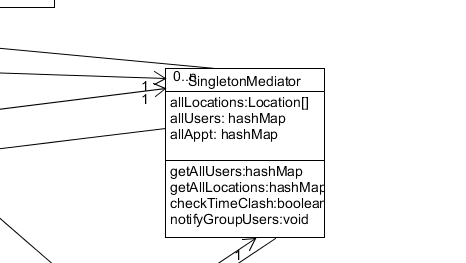 0..n
SingletonMediator
1
1
allLocations:Location[]
allUsers: hashMap
allAppt: hashMap
getAllUsers:hashMap
getAllLocations:hashMap
checkTimeClash:boolean
notifyGroupUsers:void
1